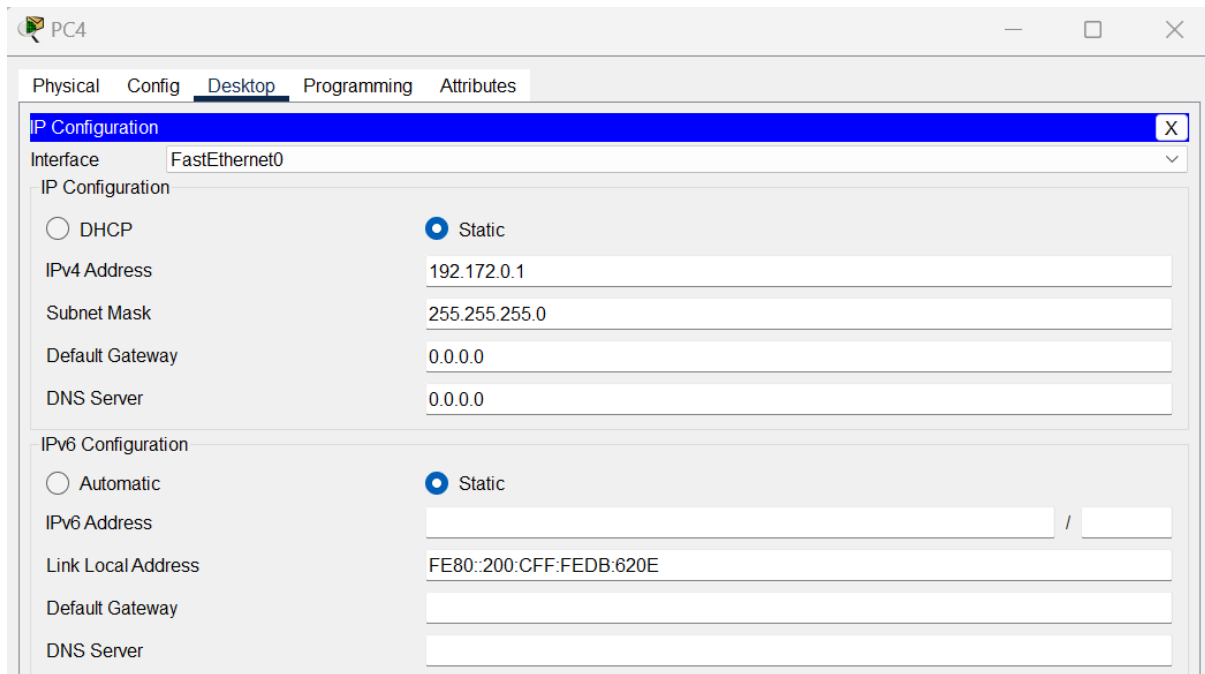 PC4
Physical Config Desktop Programming Attributes
IP Configuration X
Interface FastEthernet0
IP Configuration
DHCP Static
IPv4 Address 192.172.0.1
Subnet Mask 255.255.255.0
Default Gateway 0.0.0.0
DNS Server 0.0.0.0
IPv6 Configuration
Automatic Static
IPv6 Address /
Link Local Address FE80::200:CFF:FEDB:620E
Default Gateway
DNS Server